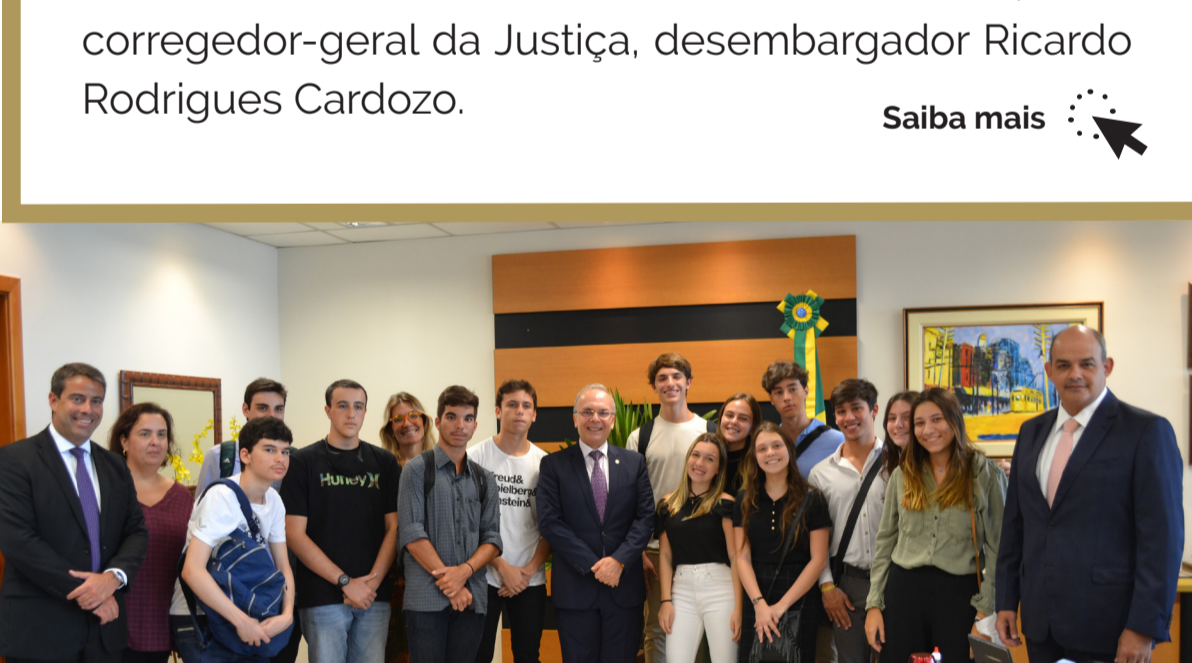 corregedor-geral da Justiça, desembargador Ricardo
Rodrigues Cardozo.
Saiba mais
Hurley